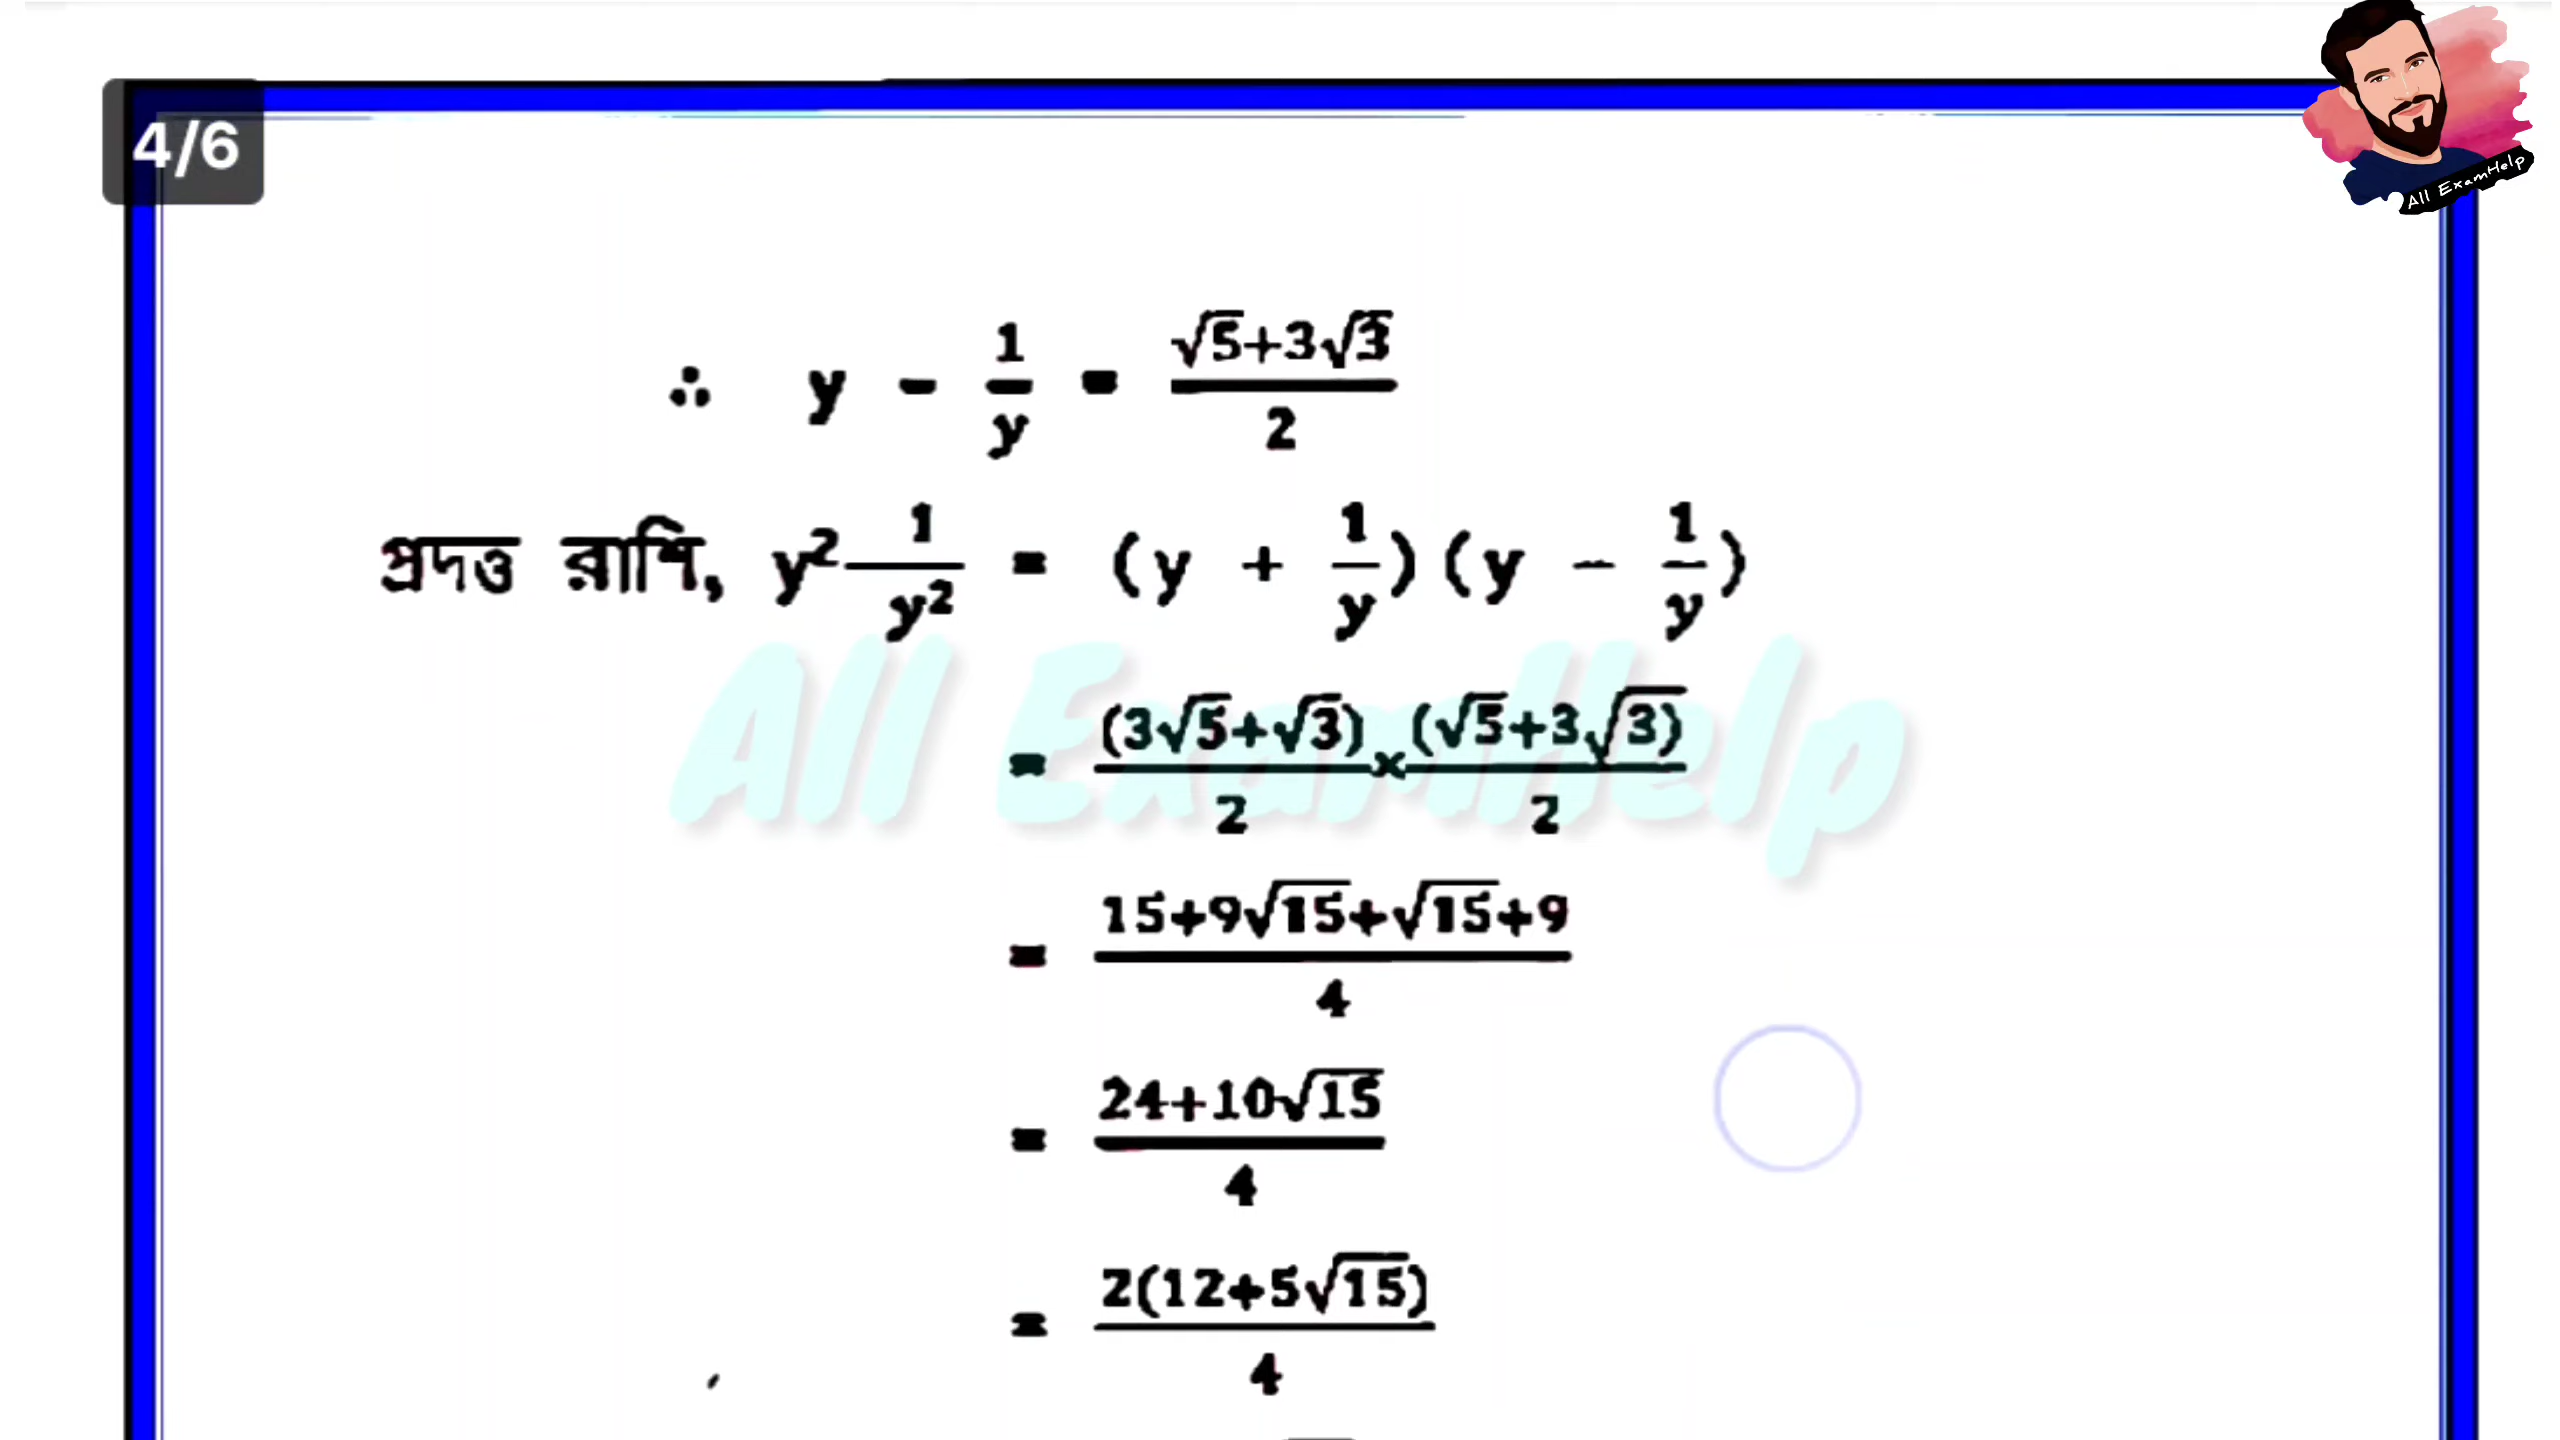 4/6
All ExamHelp
∴ y - 1/y = (√5+3√3)/2
প্রদত্ত রাশি, y² - 1/y² = (y + 1/y)(y - 1/y)
= (3√5+√3)/2 x (√5+3√3)/2
All ExamHelp
= (15+9√15+√15+9)/4
= (24+10√15)/4
= 2(12+5√15)/4